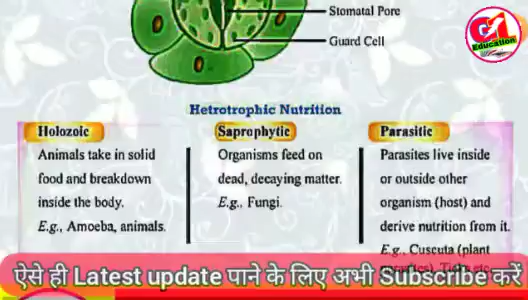 Stomatal Pore
Guard Cell
G1
Education
Hetrotrophic Nutrition
Holozoic
Animals take in solid
food and breakdown
inside the body.
E.g., Amoeba, animals.
Saprophytic
Organisms feed on
dead, decaying matter.
E.g., Fungi.
Parasitic
Parasites live inside
or outside other
organism (host) and
derive nutrition from it.
E.g., Cuscuta (plant
ऐसे ही Latest update पाने के लिए अभी Subscribe करें